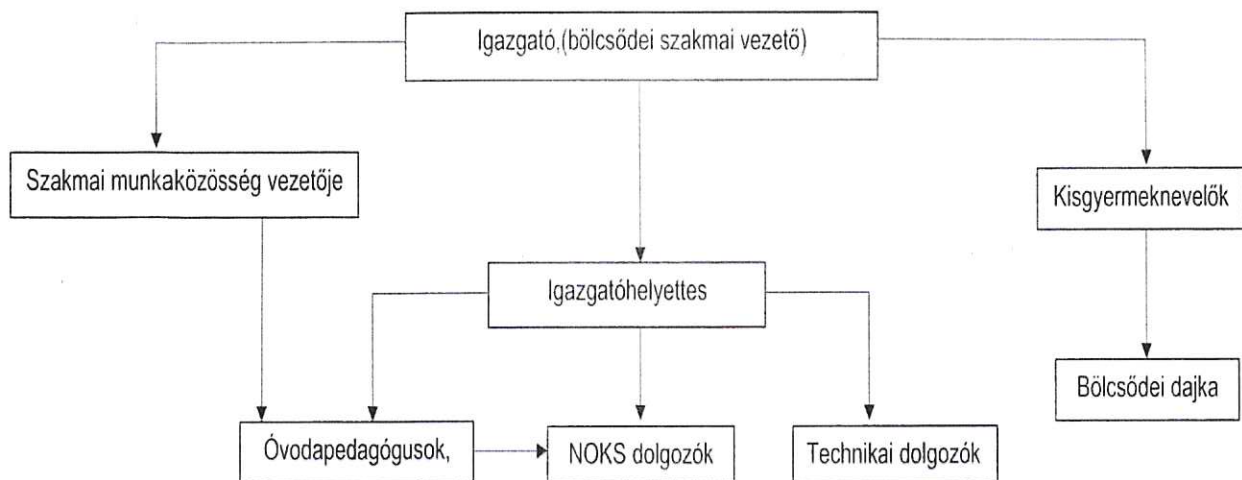 Igazgató,(bölcsődei szakmai vezető)
Szakmai munkaközösség vezetője
Kisgyermeknevelők
Igazgatóhelyettes
Bölcsődei dajka
Óvodapedagógusok,
NOKS dolgozók
Technikai dolgozók